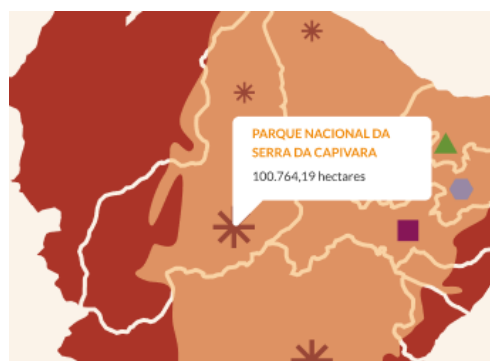 PARQUE NACIONAL DA
SERRA DA CAPIVARA
100.764,19 hectares